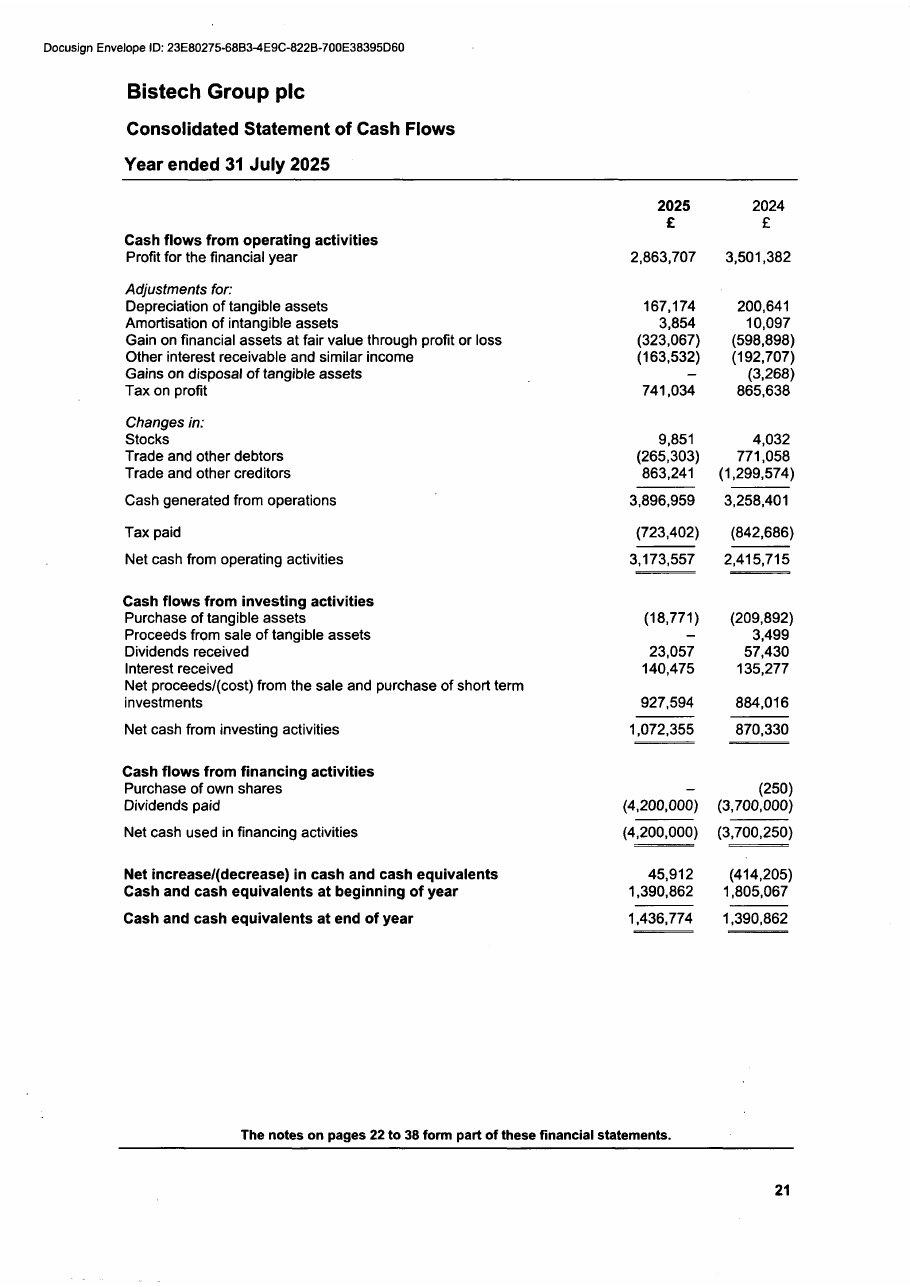 Docusign Envelope ID: 23E80275-68B3-4E9C-822B-700E38395D60
Bistech Group plc
Consolidated Statement of Cash Flows
Year ended 31 July 2025
2025 2024
£ £
Cash flows from operating activities
Profit for the financial year 2,863,707 3,501,382
Adjustments for:
Depreciation of tangible assets 167,174 200,641
Amortisation of intangible assets 3,854 10,097
Gain on financial assets at fair value through profit or loss (323,067) (598,898)
Other interest receivable and similar income (163,532) (192,707)
Gains on disposal of tangible assets – (3,268)
Tax on profit 741,034 865,638
Changes in:
Stocks 9,851 4,032
Trade and other debtors (265,303) 771,058
Trade and other creditors 863,241 (1,299,574)
Cash generated from operations 3,896,959 3,258,401
Tax paid (723,402) (842,686)
Net cash from operating activities 3,173,557 2,415,715
Cash flows from investing activities
Purchase of tangible assets (18,771) (209,892)
Proceeds from sale of tangible assets – 3,499
Dividends received 23,057 57,430
Interest received 140,475 135,277
Net proceeds/(cost) from the sale and purchase of short term
investments 927,594 884,016
Net cash from investing activities 1,072,355 870,330
Cash flows from financing activities
Purchase of own shares – (250)
Dividends paid (4,200,000) (3,700,000)
Net cash used in financing activities (4,200,000) (3,700,250)
Net increase/(decrease) in cash and cash equivalents 45,912 (414,205)
Cash and cash equivalents at beginning of year 1,390,862 1,805,067
Cash and cash equivalents at end of year 1,436,774 1,390,862
The notes on pages 22 to 38 form part of these financial statements.
21